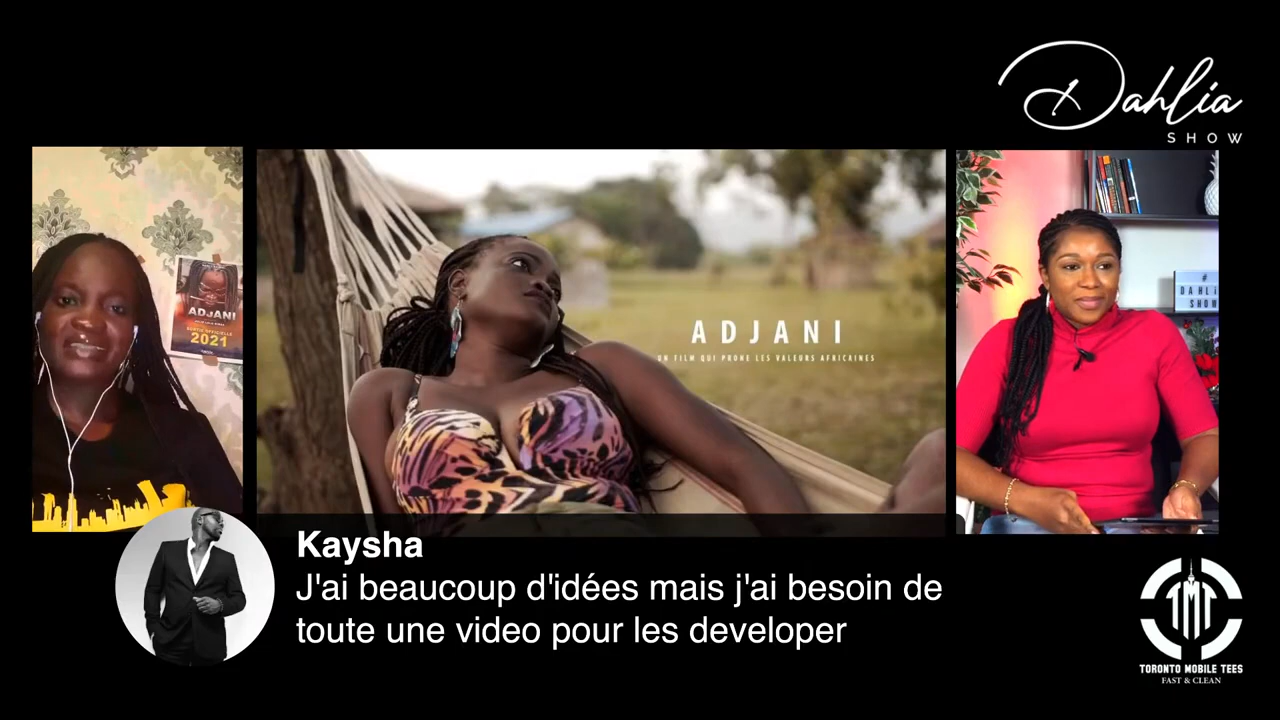 Dahlia
SHOW
ADJANI
2021
ADJANI
UN FILM QUI PRONE LES VALEURS AFRICAINES
#
DAHLIA
SHOW
Kaysha
J'ai beaucoup d'idées mais j'ai besoin de
toute une video pour les developer
TMT
TORONTO MOBILE TEES
FAST & CLEAN